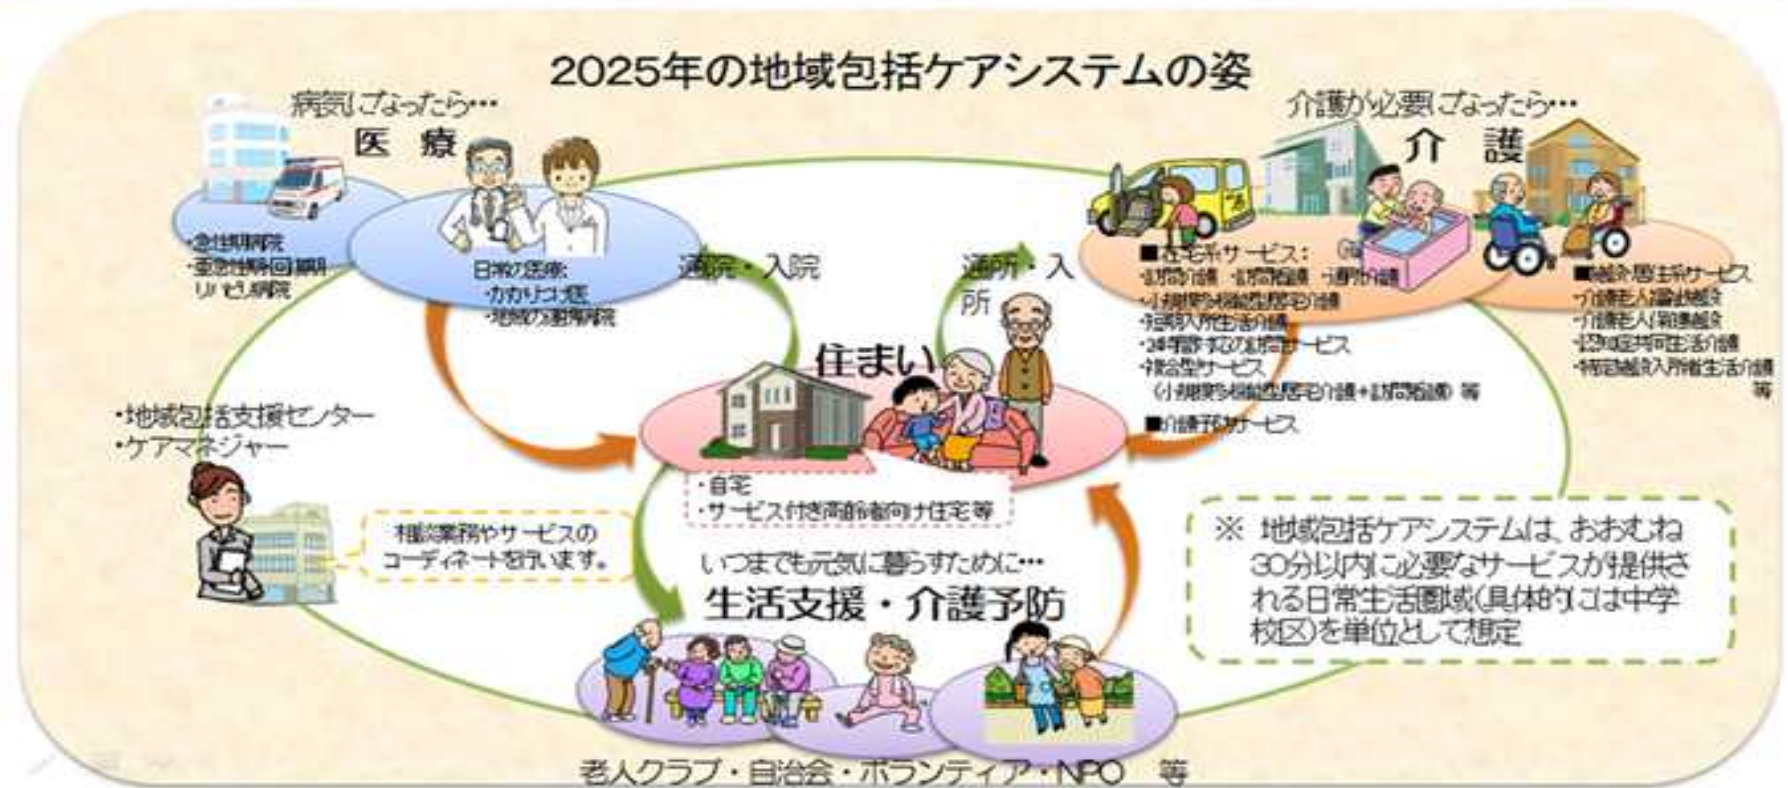 2025年の地域包括ケアシステムの姿
病気になったら･･･
医 療
・急性期病院
・亜急性期・回復期
リハビリ病院
日常の医療:
・かかりつけ医
・地域の連携病院
通院・入院
通所・入
所
介護が必要になったら･･･
介 護
■在宅系サービス:
・訪問介護 ・訪問看護 ・通所介護
・小規模多機能型居宅介護
・短期入所生活介護
・24時間対応の訪問サービス
・複合型サービス
(小規模多機能型居宅介護+訪問看護) 等
■介護予防サービス
■施設・居住系サービス
・介護老人福祉施設
・介護老人保健施設
・認知症共同生活介護
・特定施設入所者生活介護
等
住まい
・自宅
・サービス付き高齢者向け住宅等
・地域包括支援センター
・ケアマネジャー
相談業務やサービスの
コーディネートを行います。
いつまでも元気に暮らすために･･･
生活支援・介護予防
※ 地域包括ケアシステムは、おおむね
30分以内に必要なサービスが提供さ
れる日常生活圏域(具体的には中学
校区)を単位として想定
老人クラブ・自治会・ボランティア・NPO 等